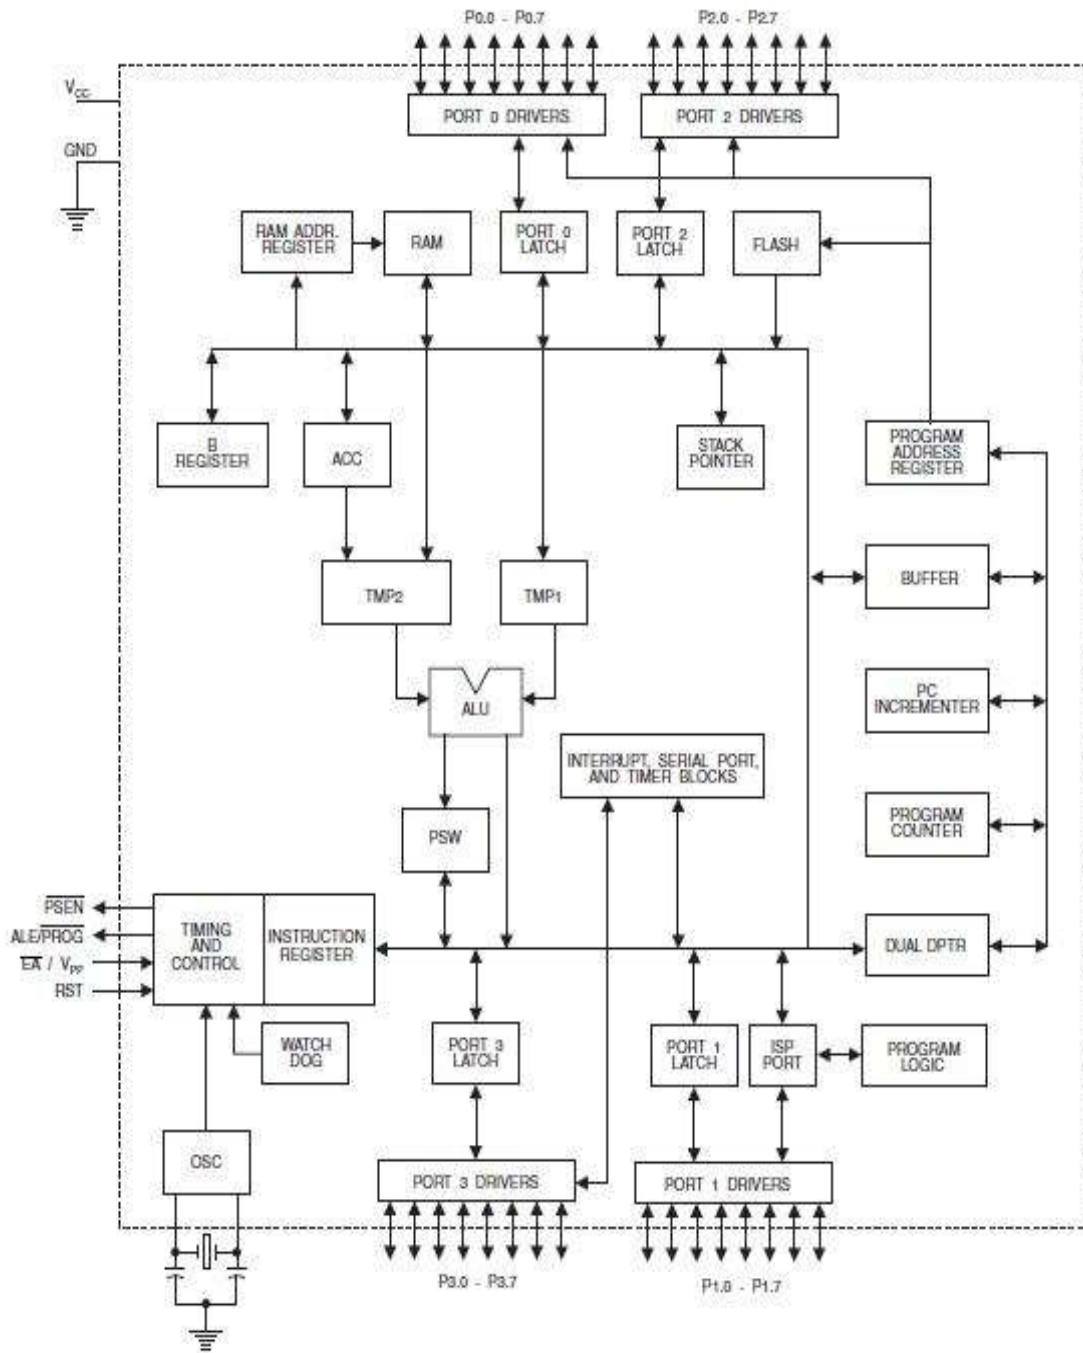 P0.0 - P0.7
P2.0 - P2.7
VCC
PORT 0 DRIVERS
PORT 2 DRIVERS
GND
RAM ADDR.
REGISTER
RAM
PORT 0
LATCH
PORT 2
LATCH
FLASH
B
REGISTER
ACC
STACK
POINTER
PROGRAM
ADDRESS
REGISTER
TMP2
TMP1
BUFFER
ALU
PC
INCREMENTER
INTERRUPT, SERIAL PORT,
AND TIMER BLOCKS
PSW
PROGRAM
COUNTER
PSEN
ALE/PROG
EA / VPP
RST
TIMING
AND
CONTROL
INSTRUCTION
REGISTER
DUAL DPTR
WATCH
DOG
PORT 3
LATCH
PORT 1
LATCH
ISP
PORT
PROGRAM
LOGIC
OSC
PORT 3 DRIVERS
PORT 1 DRIVERS
P3.0 - P3.7
P1.0 - P1.7